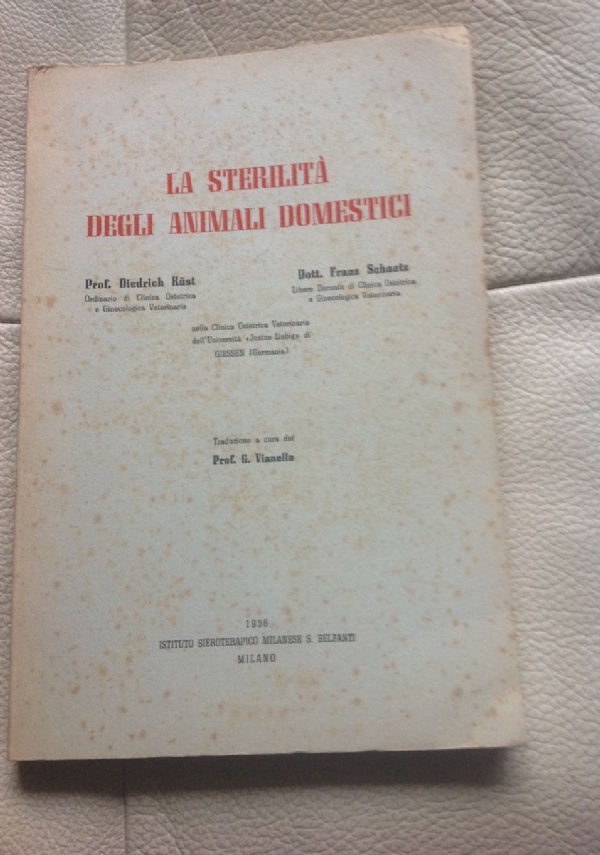 LA STERILITÀ
DEGLI ANIMALI DOMESTICI
Prof. Diedrich Küst
Ordinario di Clinica Ostetrica
e Ginecologica Veterinaria
Dott. Franz Schaetz
Libero Docente di Clinica Ostetrica
e Ginecologica Veterinaria
nella Clinica Ostetrica Veterinaria
dell'Università «Justus Liebig» di
GIESSEN (Germania)
Traduzione a cura del
Prof. G. Vianello
1956
ISTITUTO SIEROTERAPICO MILANESE S. BELFANTI
MILANO